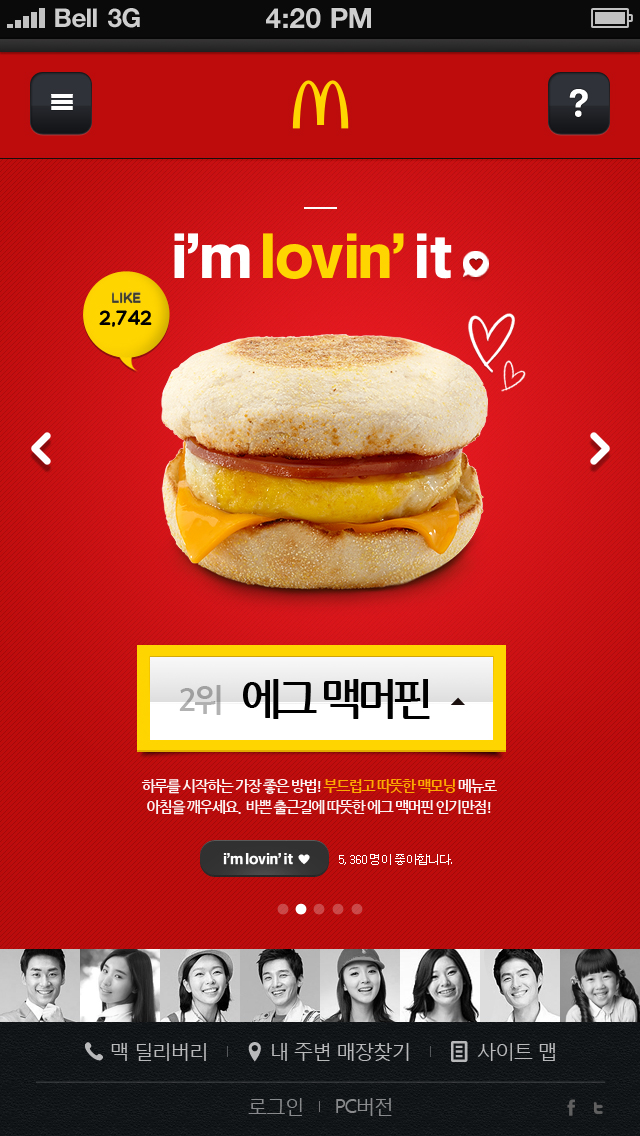 Bell 3G 4:20 PM
?
i'm lovin' it
LIKE
2,742
2위 에그 맥머핀
하루를 시작하는 가장 좋은 방법! 부드럽고 따뜻한 맥모닝 메뉴로
아침을 깨우세요. 바쁜 출근길에 따뜻한 에그 맥머핀 인기만점!
i'm lovin' it 5, 360명이 좋아합니다.
맥 딜리버리 내 주변 매장찾기 사이트 맵
로그인 PC버전